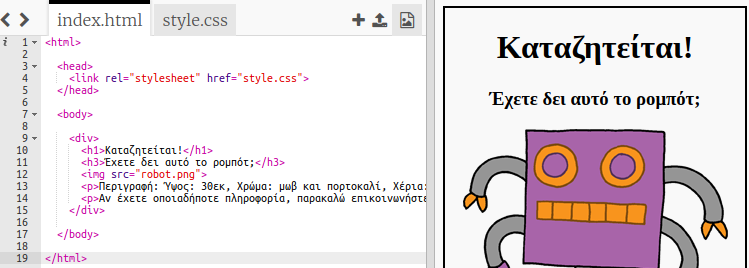 index.html
style.css
1 <html>
2
3 <head>
4 <link rel="stylesheet" href="style.css">
5 </head>
6
7 <body>
8
9 <div>
10 <h1>Καταζητείται!</h1>
11 <h3>Έχετε δει αυτό το ρομπότ;</h3>
12 <img src="robot.png">
13 <p>Περιγραφή: Ύψος: 30εκ, Χρώμα: μωβ και πορτοκαλί, Χέρια:
14 <p>Αν έχετε οποιαδήποτε πληροφορία, παρακαλώ επικοινωνήστε
15 </div>
16
17 </body>
18
19 </html>
Καταζητείται!
Έχετε δει αυτό το ρομπότ;